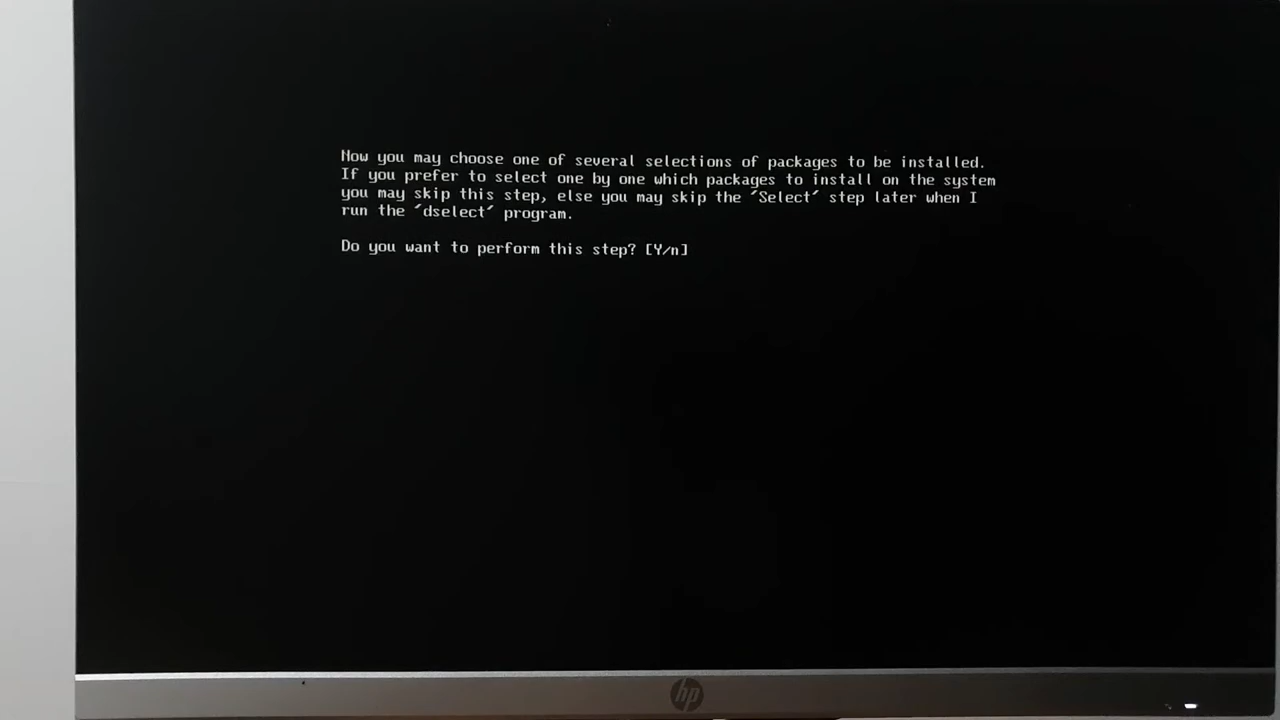 Now you may choose one of several selections of packages to be installed.
If you prefer to select one by one which packages to install on the system
you may skip this step, else you may skip the ´Select´ step later when I
run the ´dselect´ program.
Do you want to perform this step? [Y/n]
hp